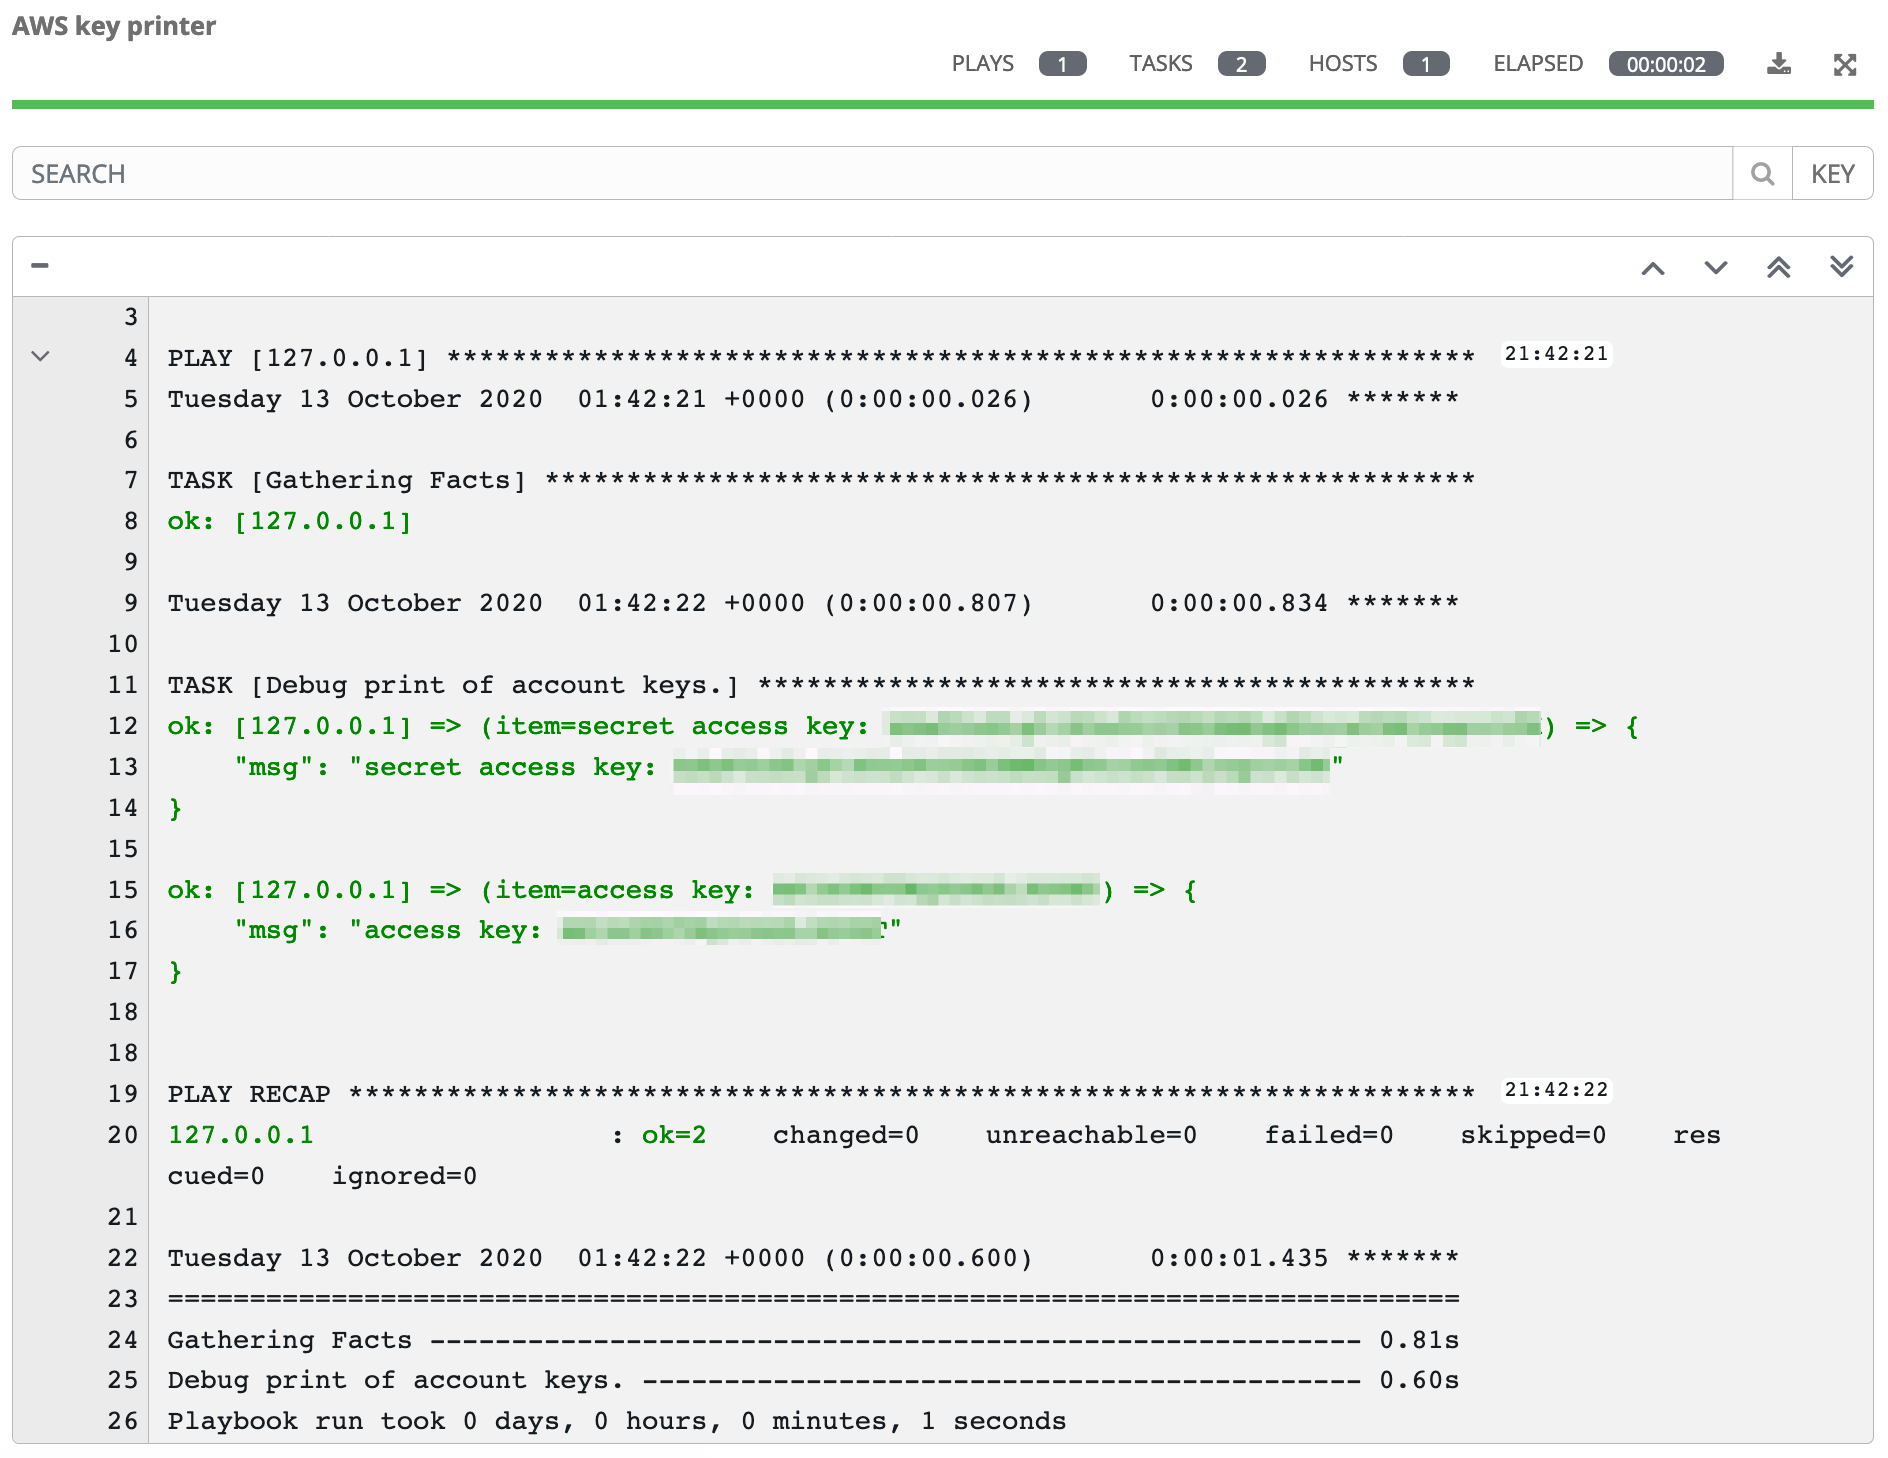 AWS key printer
PLAYS 1 TASKS 2 HOSTS 1 ELAPSED 00:00:02
SEARCH KEY
3
4 PLAY [127.0.0.1] *************************************************************** 21:42:21
5 Tuesday 13 October 2020  01:42:21 +0000 (0:00:00.026)       0:00:00.026 *******
6
7 TASK [Gathering Facts] *********************************************************
8 ok: [127.0.0.1]
9
9 Tuesday 13 October 2020  01:42:22 +0000 (0:00:00.807)       0:00:00.834 *******
10
11 TASK [Debug print of account keys.] ********************************************
12 ok: [127.0.0.1] => (item=secret access key: ) => {
13     "msg": "secret access key: "
14 }
15
15 ok: [127.0.0.1] => (item=access key: ) => {
16     "msg": "access key: "
17 }
18
18
19 PLAY RECAP ********************************************************************* 21:42:22
20 127.0.0.1                  : ok=2    changed=0    unreachable=0    failed=0    skipped=0    res
cued=0    ignored=0
21
22 Tuesday 13 October 2020  01:42:22 +0000 (0:00:00.600)       0:00:01.435 *******
23 ===============================================================================
24 Gathering Facts --------------------------------------------------------- 0.81s
25 Debug print of account keys. -------------------------------------------- 0.60s
26 Playbook run took 0 days, 0 hours, 0 minutes, 1 seconds